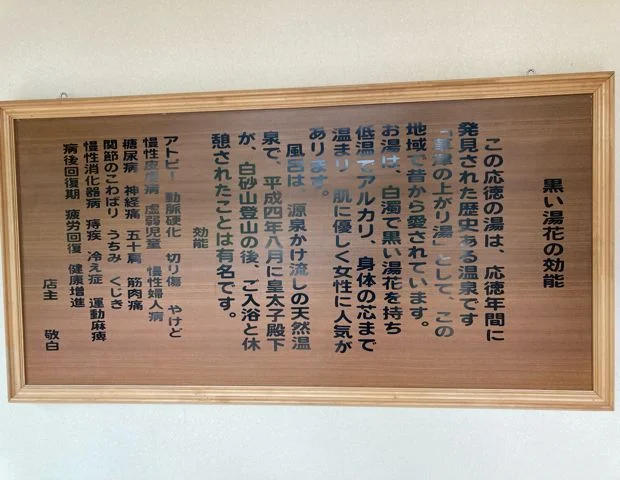 黒い湯花の効能
この応徳の湯は、応徳年間に
発見された歴史ある温泉です
「草津の上がり湯」として、この
地域で昔から愛されています。
お湯は、白濁で黒い湯花を持ち
低温でアルカリ、身体の芯まで
温まり 肌に優しく女性に人気が
あります。
風呂は 源泉かけ流しの天然温
泉で、平成四年八月に皇太子殿下
が、白砂山登山の後、ご入浴と休
憩されたことは有名です。
効能
アトピー 動脈硬化 切り傷 やけど
慢性皮膚病 虚弱児童 慢性婦人病
糖尿病 神経痛 五十肩 筋肉痛
関節のこわばり うちみ くじき
慢性消化器病 痔疾 冷え症 運動麻痺
病後回復期 疲労回復 健康増進
店主 敬白